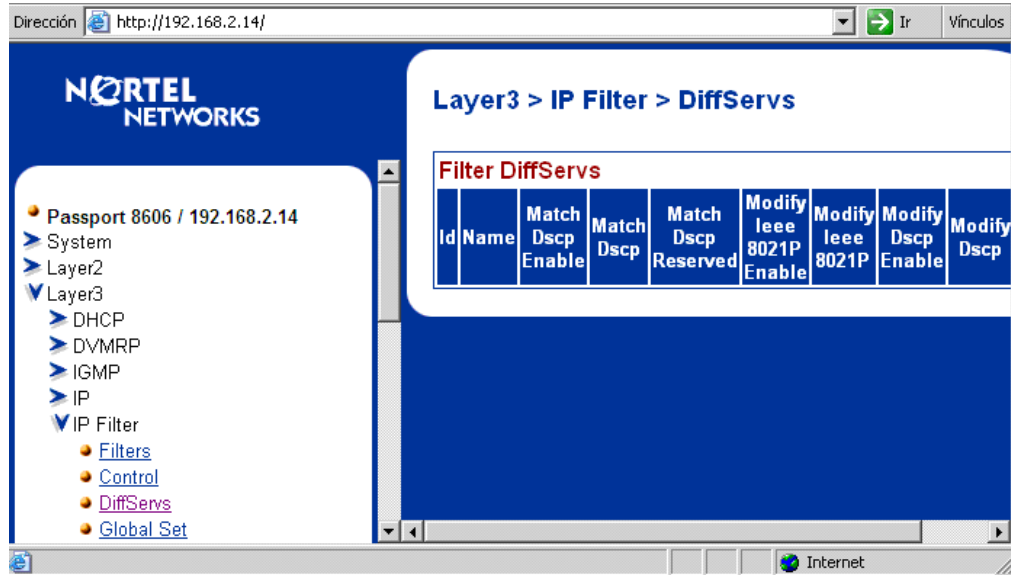 Dirección http://192.168.2.14/ Ir Vínculos
NORTEL
NETWORKS
Passport 8606 / 192.168.2.14
System
Layer2
Layer3
DHCP
DVMRP
IGMP
IP
IP Filter
Filters
Control
DiffServs
Global Set
Layer3 > IP Filter > DiffServs
Filter DiffServs
Id
Name
Match
Dscp
Enable
Match
Dscp
Match
Dscp
Reserved
Modify
Ieee
8021P
Enable
Modify
Ieee
8021P
Modify
Dscp
Enable
Modify
Dscp
Internet